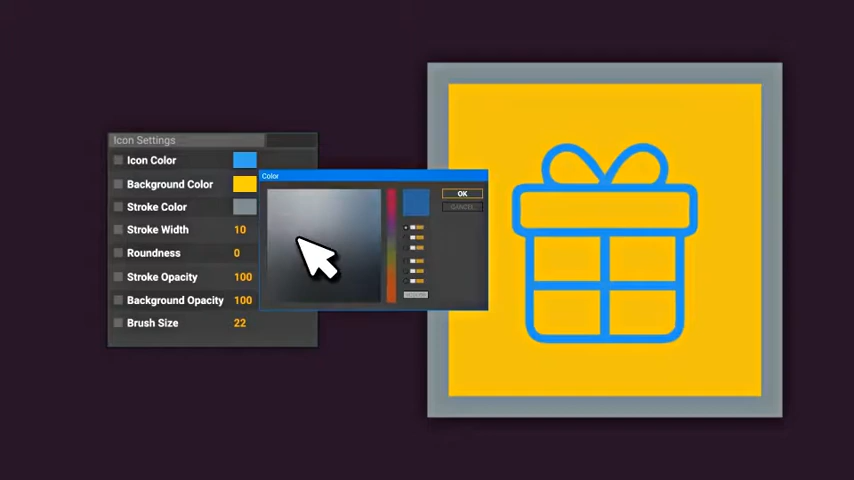 Icon Settings
Icon Color
Background Color
Stroke Color
Stroke Width 10
Roundness 0
Stroke Opacity 100
Background Opacity 100
Brush Size 22
Color
OK
CANCEL